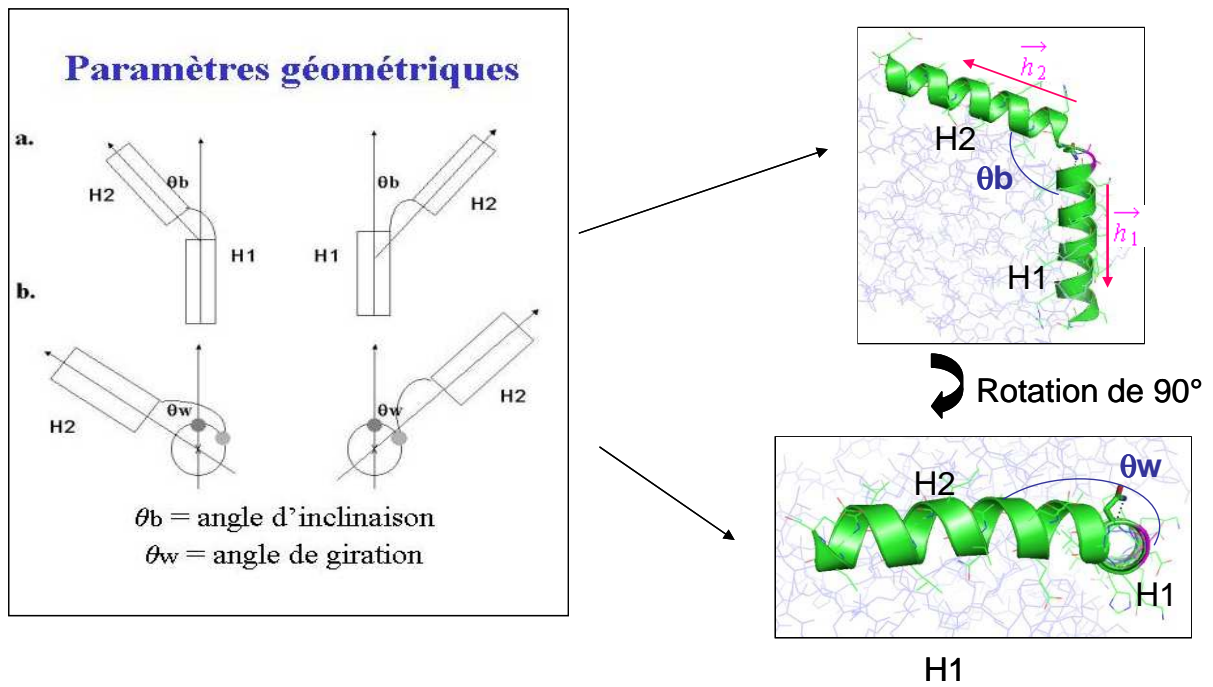 Paramètres géométriques
a.
θb
H2
H1
θb
H2
H1
b.
θw
H2
θw
H2
θb = angle d'inclinaison
θw = angle de giration
h2
H2
θb
h1
H1
Rotation de 90°
θw
H2
H1
H1